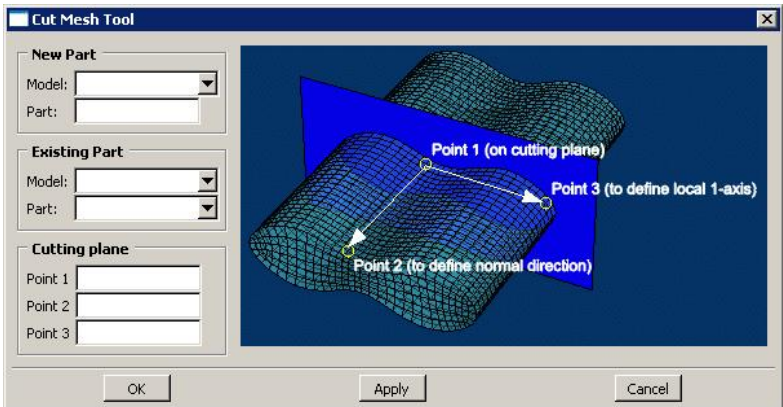 Cut Mesh Tool
New Part
Model:
Part:
Existing Part
Model:
Part:
Cutting plane
Point 1
Point 2
Point 3
Point 1 (on cutting plane)
Point 3 (to define local 1-axis)
Point 2 (to define normal direction)
OK
Apply
Cancel